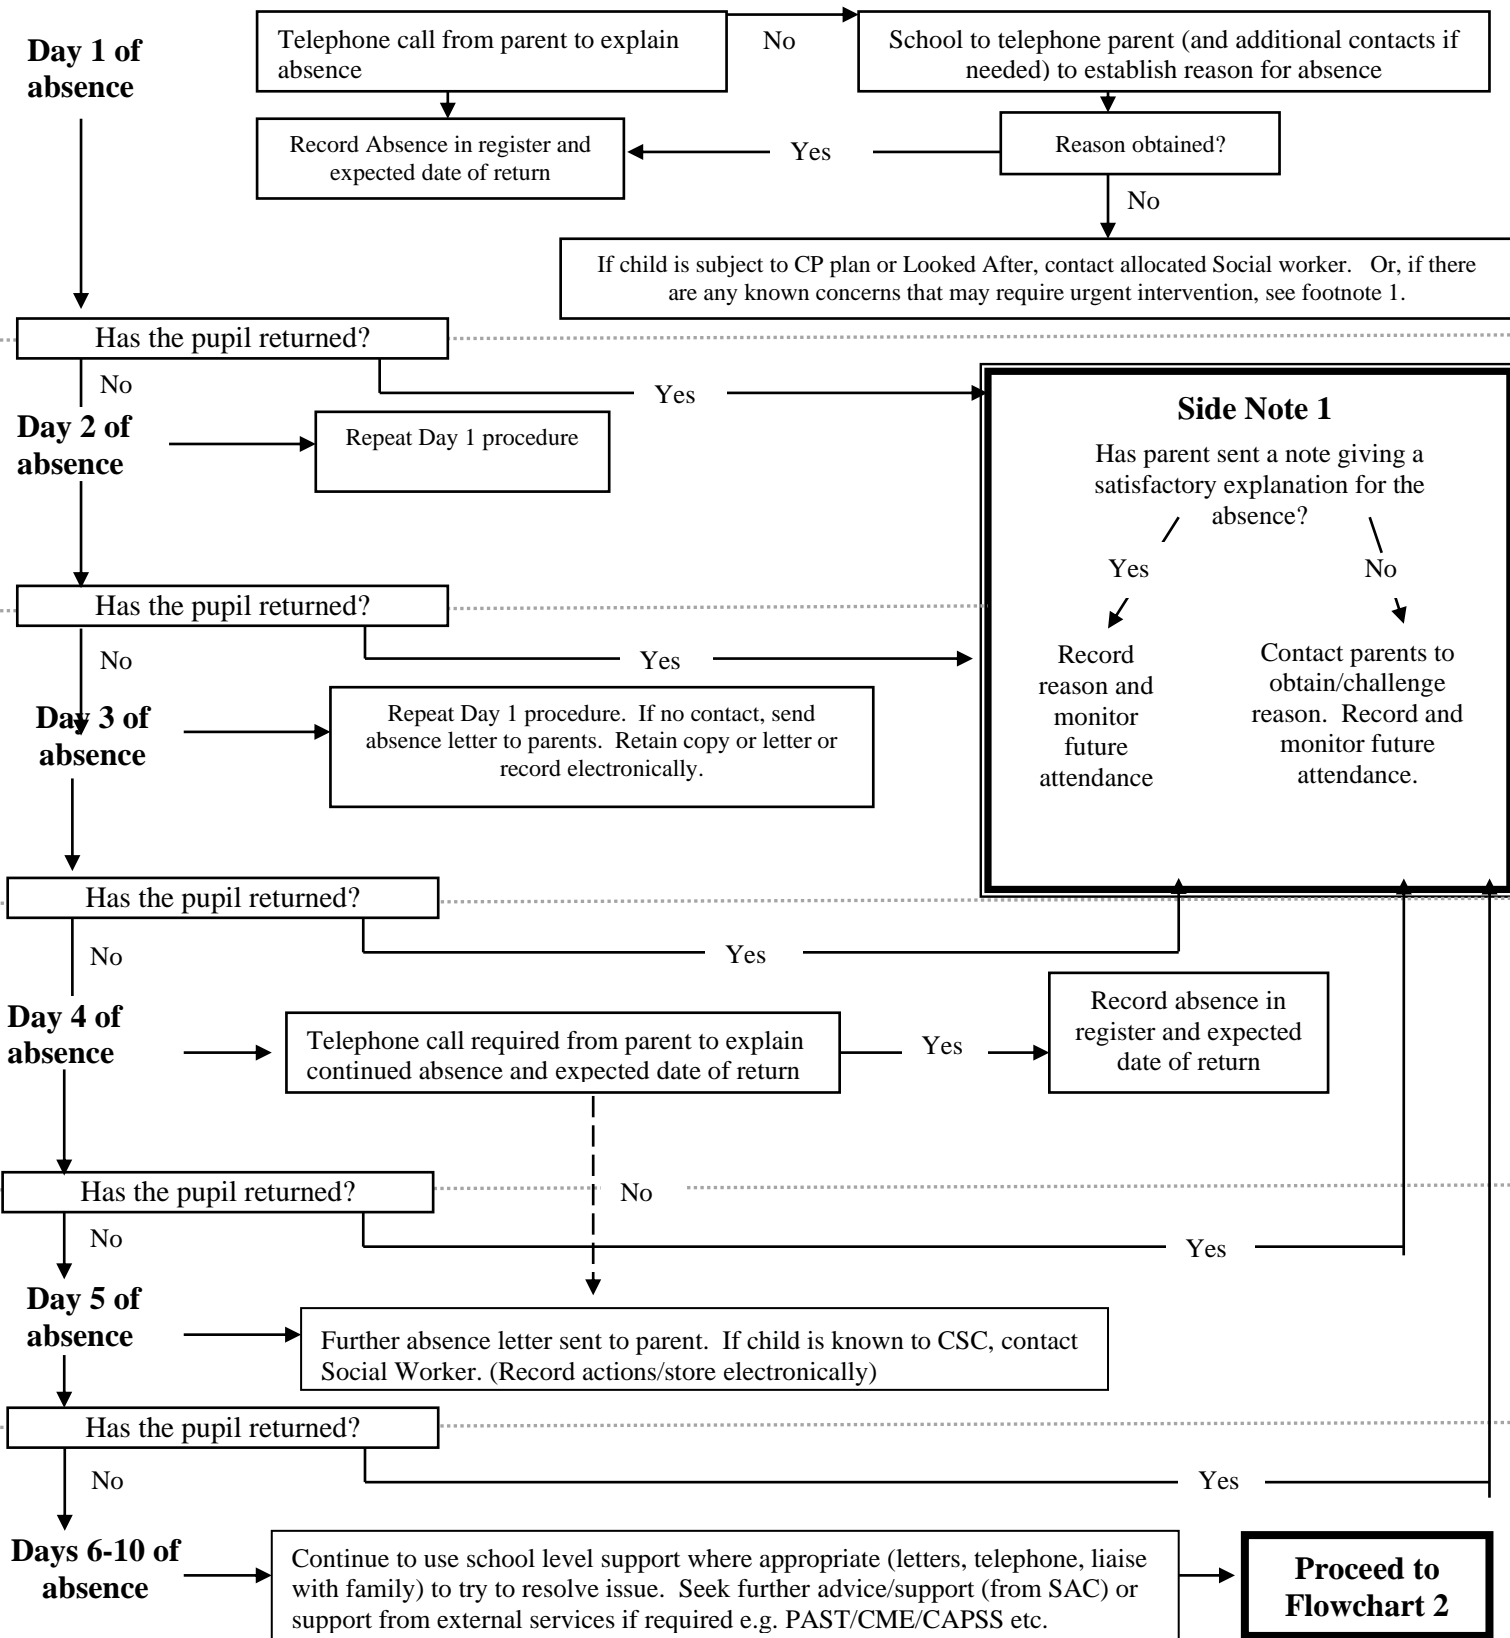 Day 1 of
absence
Telephone call from parent to explain
absence
No
School to telephone parent (and additional contacts if
needed) to establish reason for absence
Record Absence in register and
expected date of return
Yes
Reason obtained?
No
If child is subject to CP plan or Looked After, contact allocated Social worker. Or, if there
are any known concerns that may require urgent intervention, see footnote 1.
Has the pupil returned?
No
Yes
Day 2 of
absence
Repeat Day 1 procedure
Side Note 1
Has parent sent a note giving a
satisfactory explanation for the
absence?
Yes
No
Record
reason and
monitor
future
attendance
Contact parents to
obtain/challenge
reason. Record and
monitor future
attendance.
Has the pupil returned?
No
Yes
Day 3 of
absence
Repeat Day 1 procedure. If no contact, send
absence letter to parents. Retain copy or letter or
record electronically.
Has the pupil returned?
No
Yes
Day 4 of
absence
Telephone call required from parent to explain
continued absence and expected date of return
Yes
Record absence in
register and expected
date of return
Has the pupil returned?
No
No
Yes
Day 5 of
absence
Further absence letter sent to parent. If child is known to CSC, contact
Social Worker. (Record actions/store electronically)
Has the pupil returned?
No
Yes
Days 6-10 of
absence
Continue to use school level support where appropriate (letters, telephone, liaise
with family) to try to resolve issue. Seek further advice/support (from SAC) or
support from external services if required e.g. PAST/CME/CAPSS etc.
Proceed to
Flowchart 2